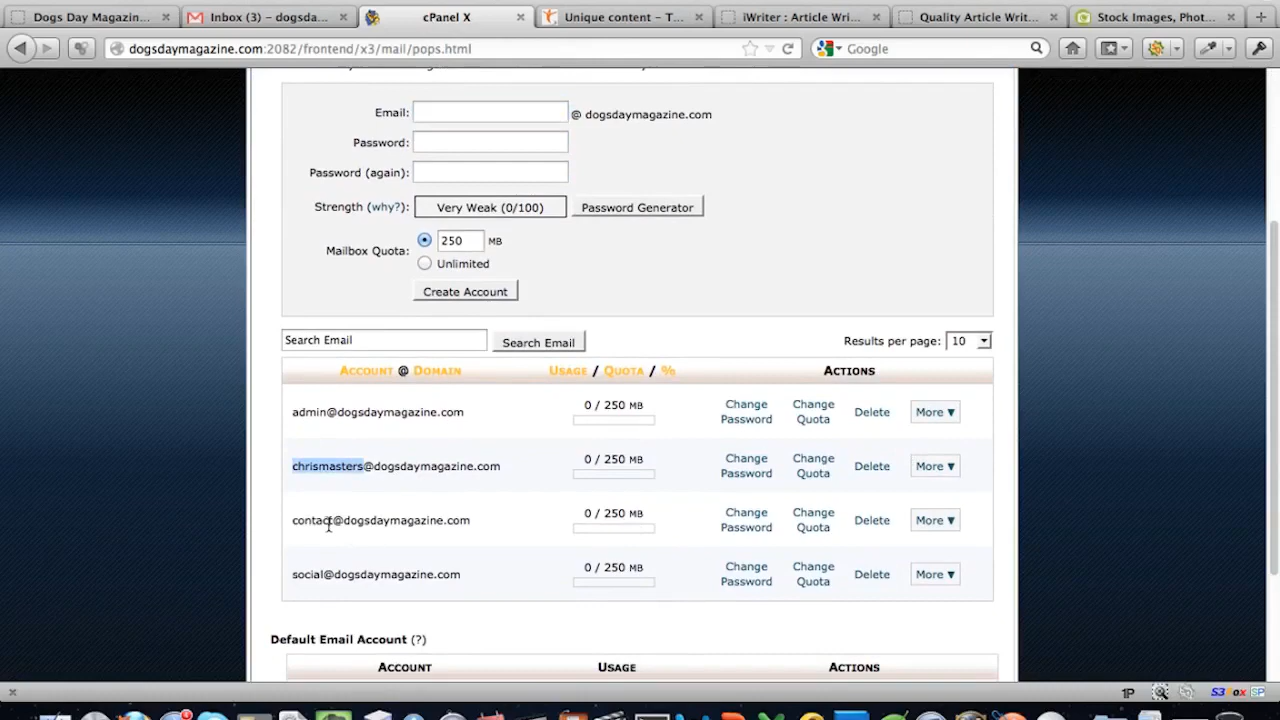 Dogs Day Magazin...
Inbox (3) – dogsda...
cPanel X
Unique content – T...
iWriter : Article Wri...
Quality Article Writ...
Stock Images, Phot...
dogsdaymagazine.com:2082/frontend/x3/mail/pops.html
Google
Email:
@ dogsdaymagazine.com
Password:
Password (again):
Strength (why?):
Very Weak (0/100)
Password Generator
Mailbox Quota:
250 MB
Unlimited
Create Account
Search Email
Search Email
Results per page: 10
Account @ Domain
Usage / Quota / %
Actions
admin@dogsdaymagazine.com
0 / 250 MB
Change Password
Change Quota
Delete
More ▼
chrismasters@dogsdaymagazine.com
0 / 250 MB
Change Password
Change Quota
Delete
More ▼
contact@dogsdaymagazine.com
0 / 250 MB
Change Password
Change Quota
Delete
More ▼
social@dogsdaymagazine.com
0 / 250 MB
Change Password
Change Quota
Delete
More ▼
Default Email Account (?)
Account
Usage
Actions
1P
S3Fox
SP